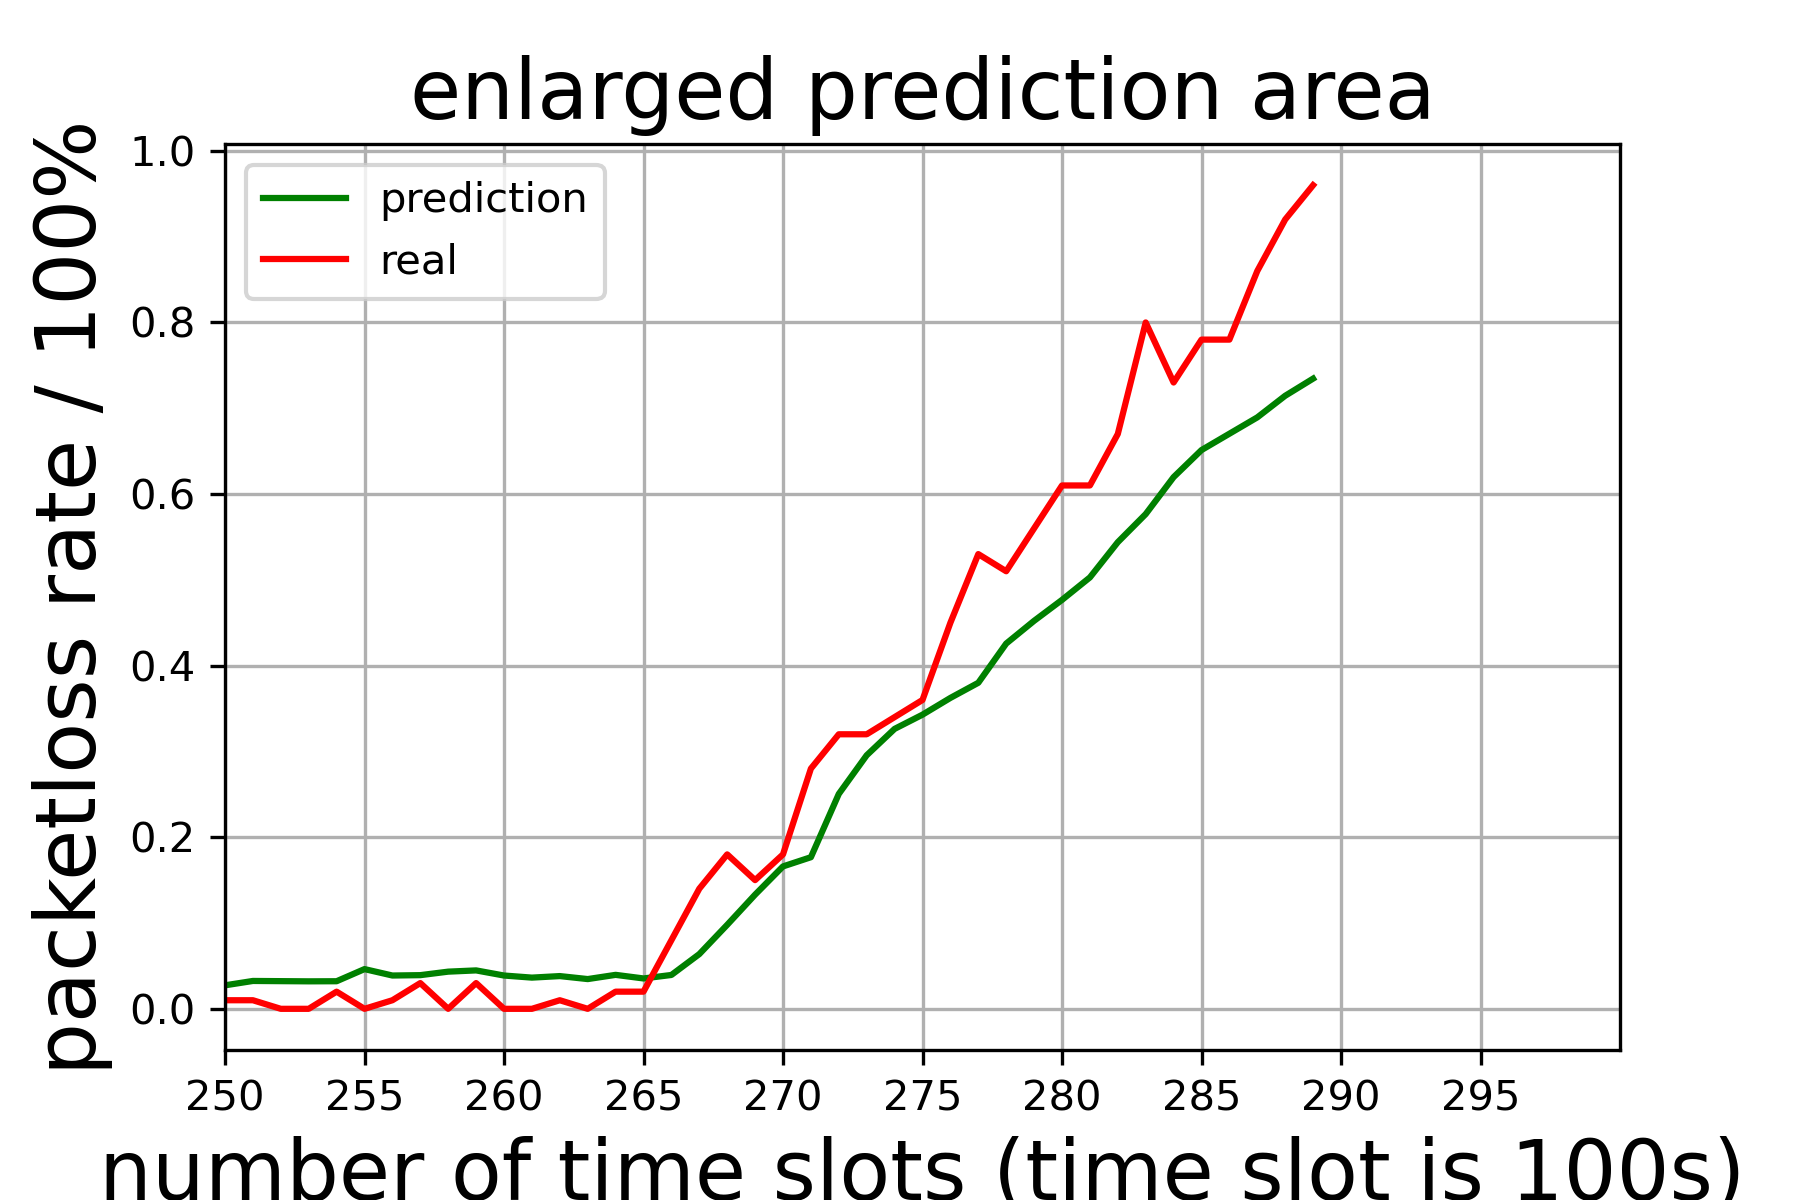 enlarged prediction area
packetloss rate / 100%
1.0
0.8
0.6
0.4
0.2
0.0
prediction
real
250 255 260 265 270 275 280 285 290 295
number of time slots (time slot is 100s)